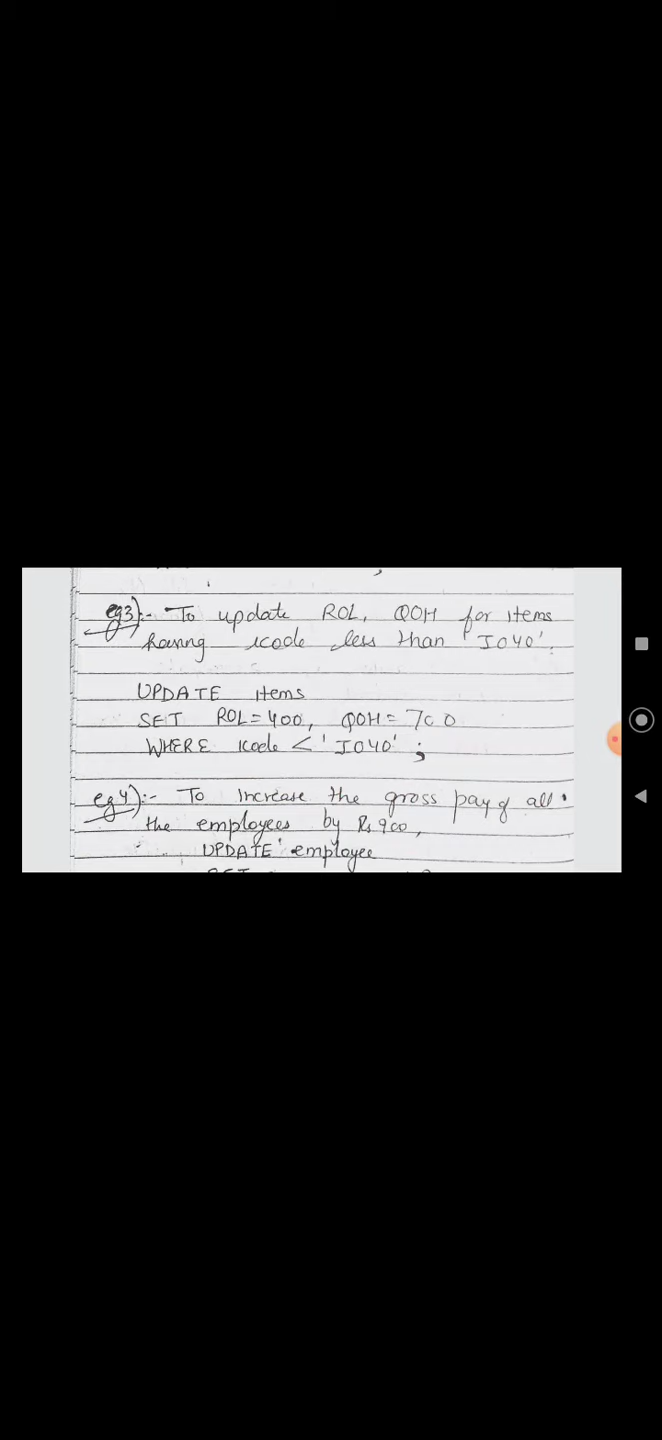 eg3):- To update ROL, QOH for items
having icode less than 'I040'.
UPDATE items
SET ROL=400, QOH=700
WHERE icode <'I040' ;
eg4):- To increase the gross pay of all
the employees by Rs 900,
UPDATE employee
SET